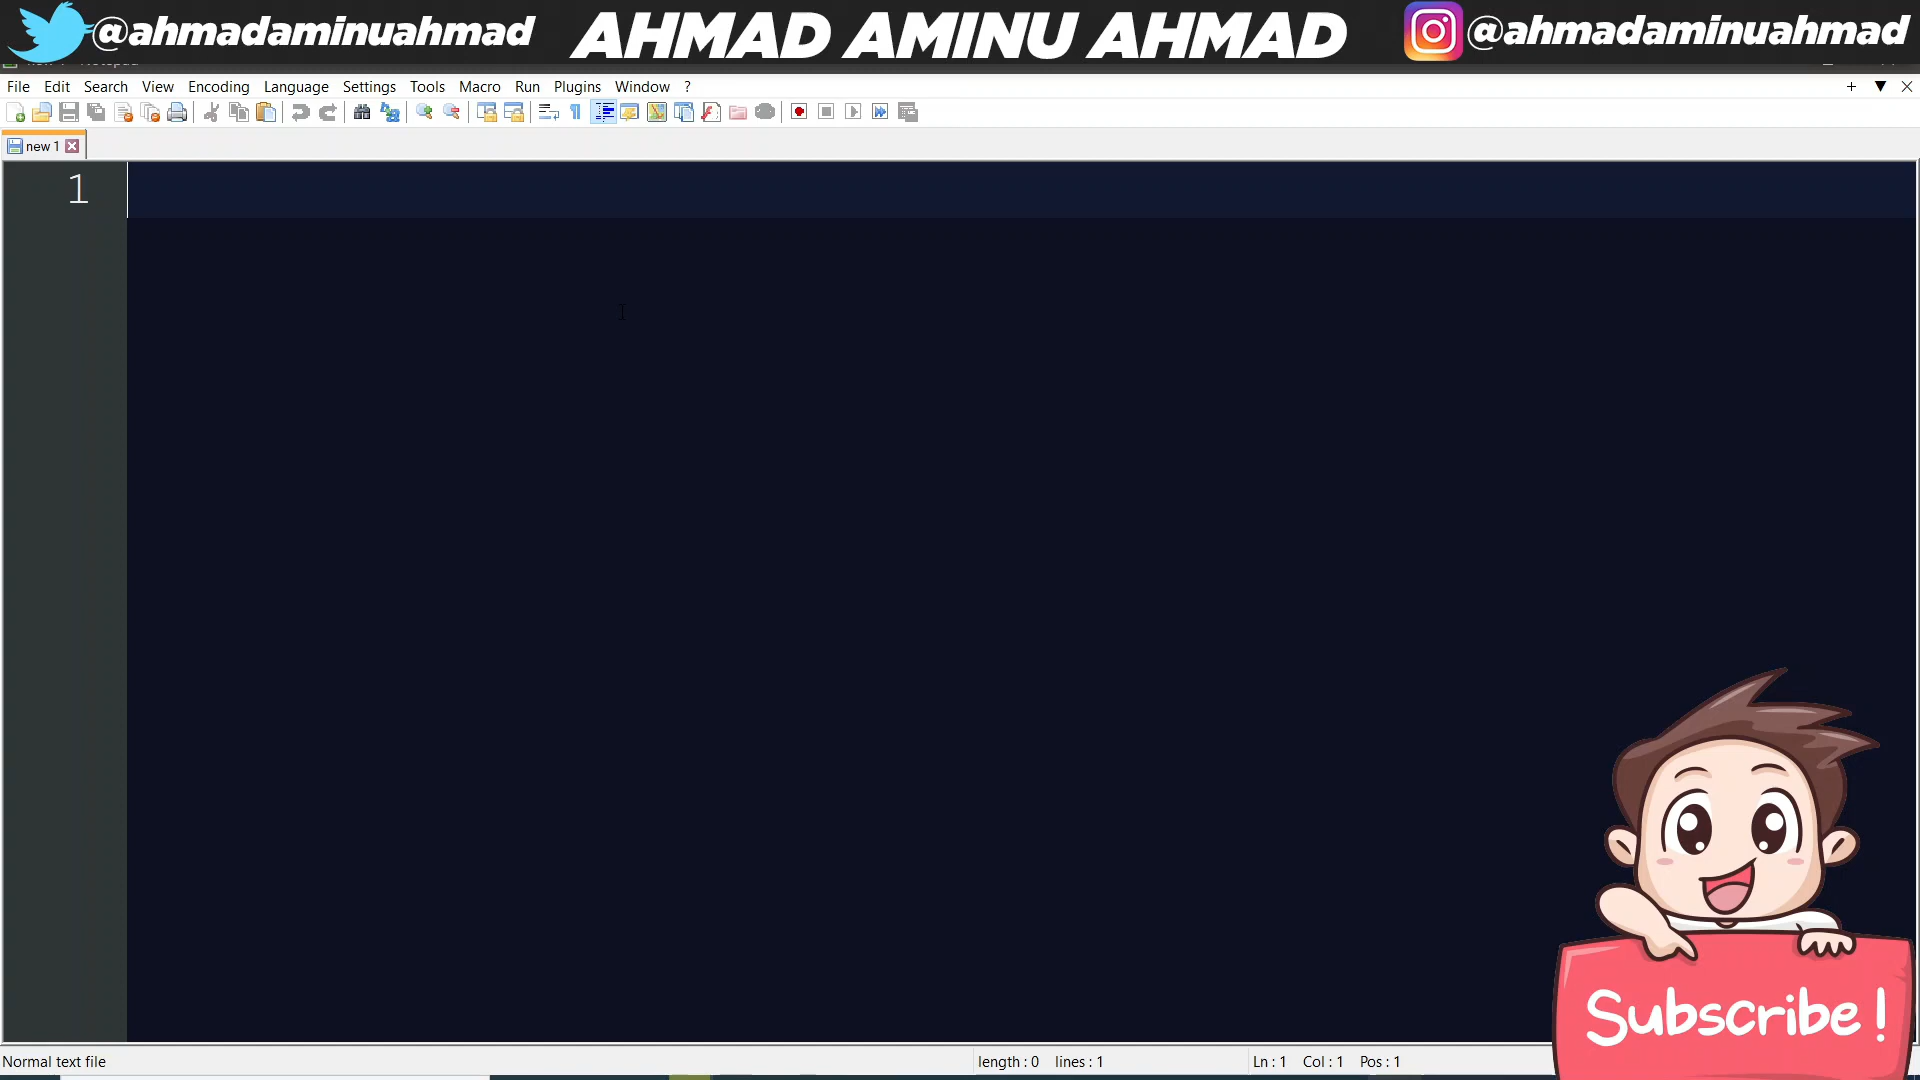 @ahmadaminuahmad AHMAD AMINU AHMAD @ahmadaminuahmad
File Edit Search View Encoding Language Settings Tools Macro Run Plugins Window ? + ▼ X
new 1
1
Normal text file length : 0 lines : 1 Ln : 1 Col : 1 Pos : 1
Subscribe !